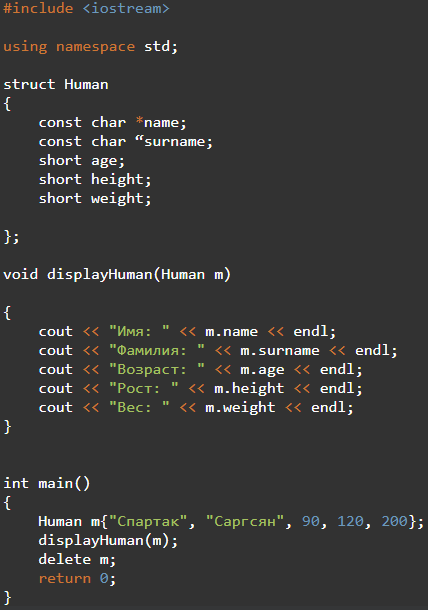 #include <iostream>
using namespace std;
struct Human
{
const char *name;
const char “surname;
short age;
short height;
short weight;
};
void displayHuman(Human m)
{
cout << "Имя: " << m.name << endl;
cout << "Фамилия: " << m.surname << endl;
cout << "Возраст: " << m.age << endl;
cout << "Рост: " << m.height << endl;
cout << "Вес: " << m.weight << endl;
}
int main()
{
Human m{"Спартак", "Саргсян", 90, 120, 200};
displayHuman(m);
delete m;
return 0;
}